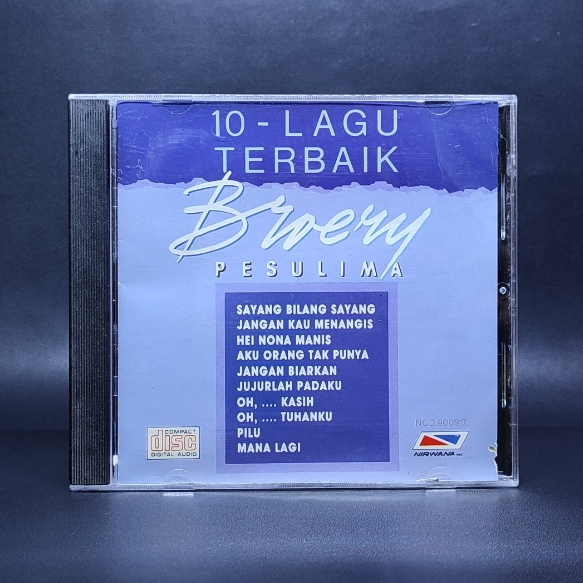 10 - LAGU
TERBAIK
Broery
PESULIMA
SAYANG BILANG SAYANG
JANGAN KAU MENANGIS
HEI NONA MANIS
AKU ORANG TAK PUNYA
JANGAN BIARKAN
JUJURLAH PADAKU
OH, .... KASIH
OH, .... TUHANKU
PILU
MANA LAGI
COMPACT
disc
DIGITAL AUDIO
NCD.900917
NIRWANA